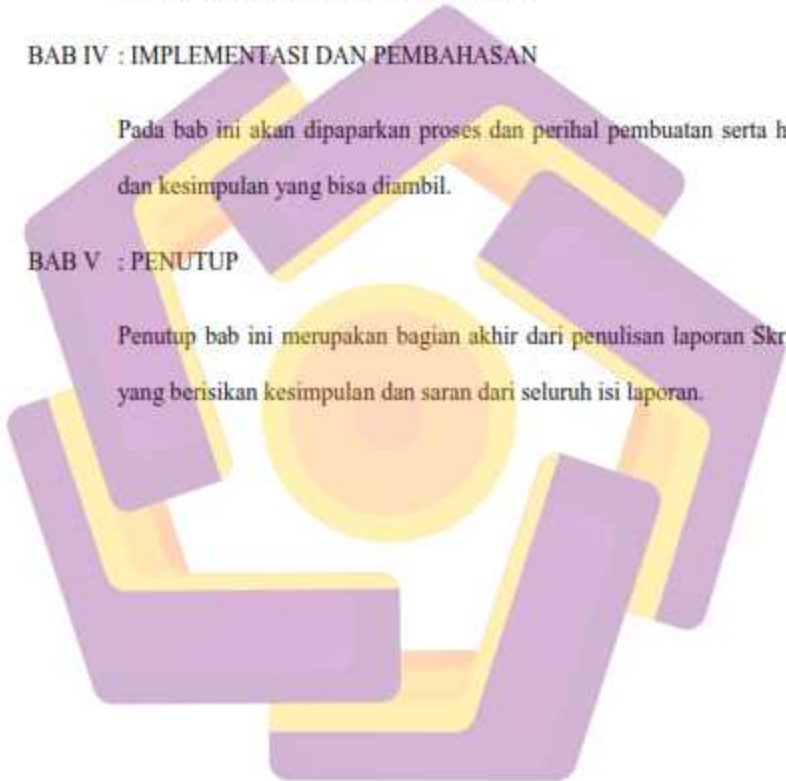 BAB IV : IMPLEMENTASI DAN PEMBAHASAN
Pada bab ini akan dipaparkan proses dan perihal pembuatan serta
dan kesimpulan yang bisa diambil.
BAB V : PENUTUP
Penutup bab ini merupakan bagian akhir dari penulisan laporan
yang berisikan kesimpulan dan saran dari seluruh isi laporan.